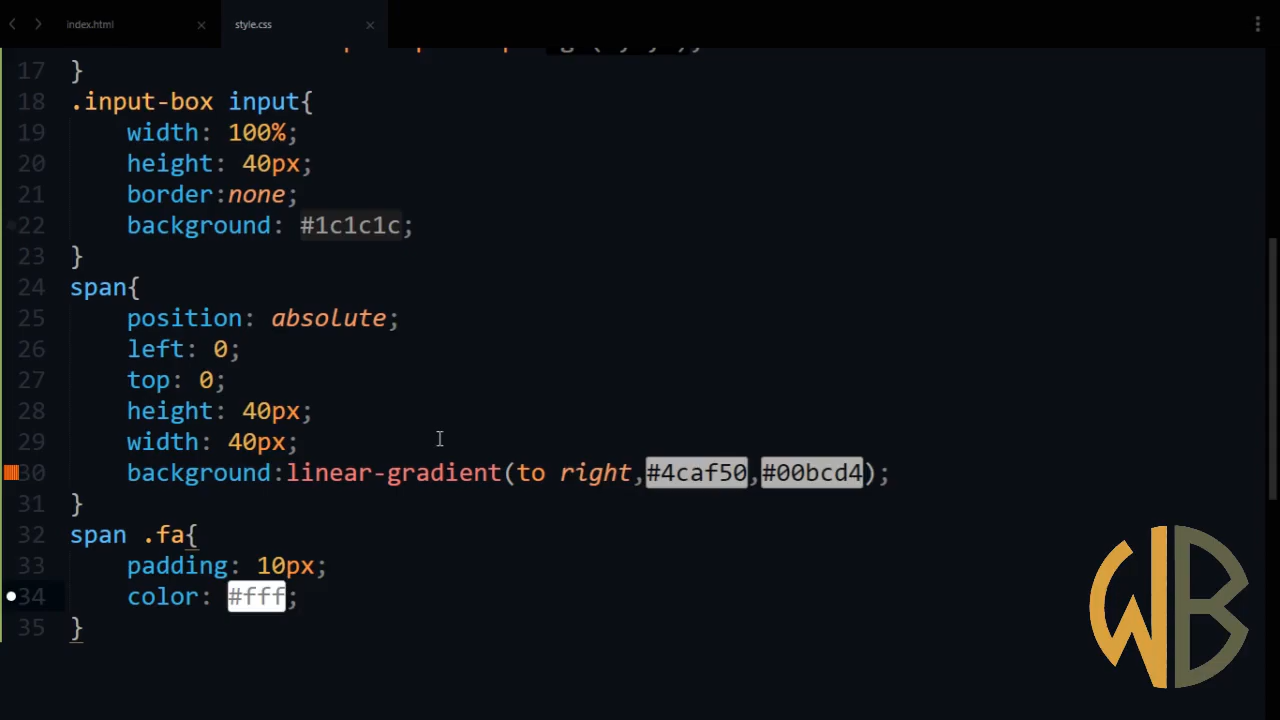 index.html
style.css
17 }
18 .input-box input{
19 width: 100%;
20 height: 40px;
21 border:none;
22 background: #1c1c1c;
23 }
24 span{
25 position: absolute;
26 left: 0;
27 top: 0;
28 height: 40px;
29 width: 40px;
30 background:linear-gradient(to right,#4caf50,#00bcd4);
31 }
32 span .fa{
33 padding: 10px;
34 color: #fff;
35 }
WB